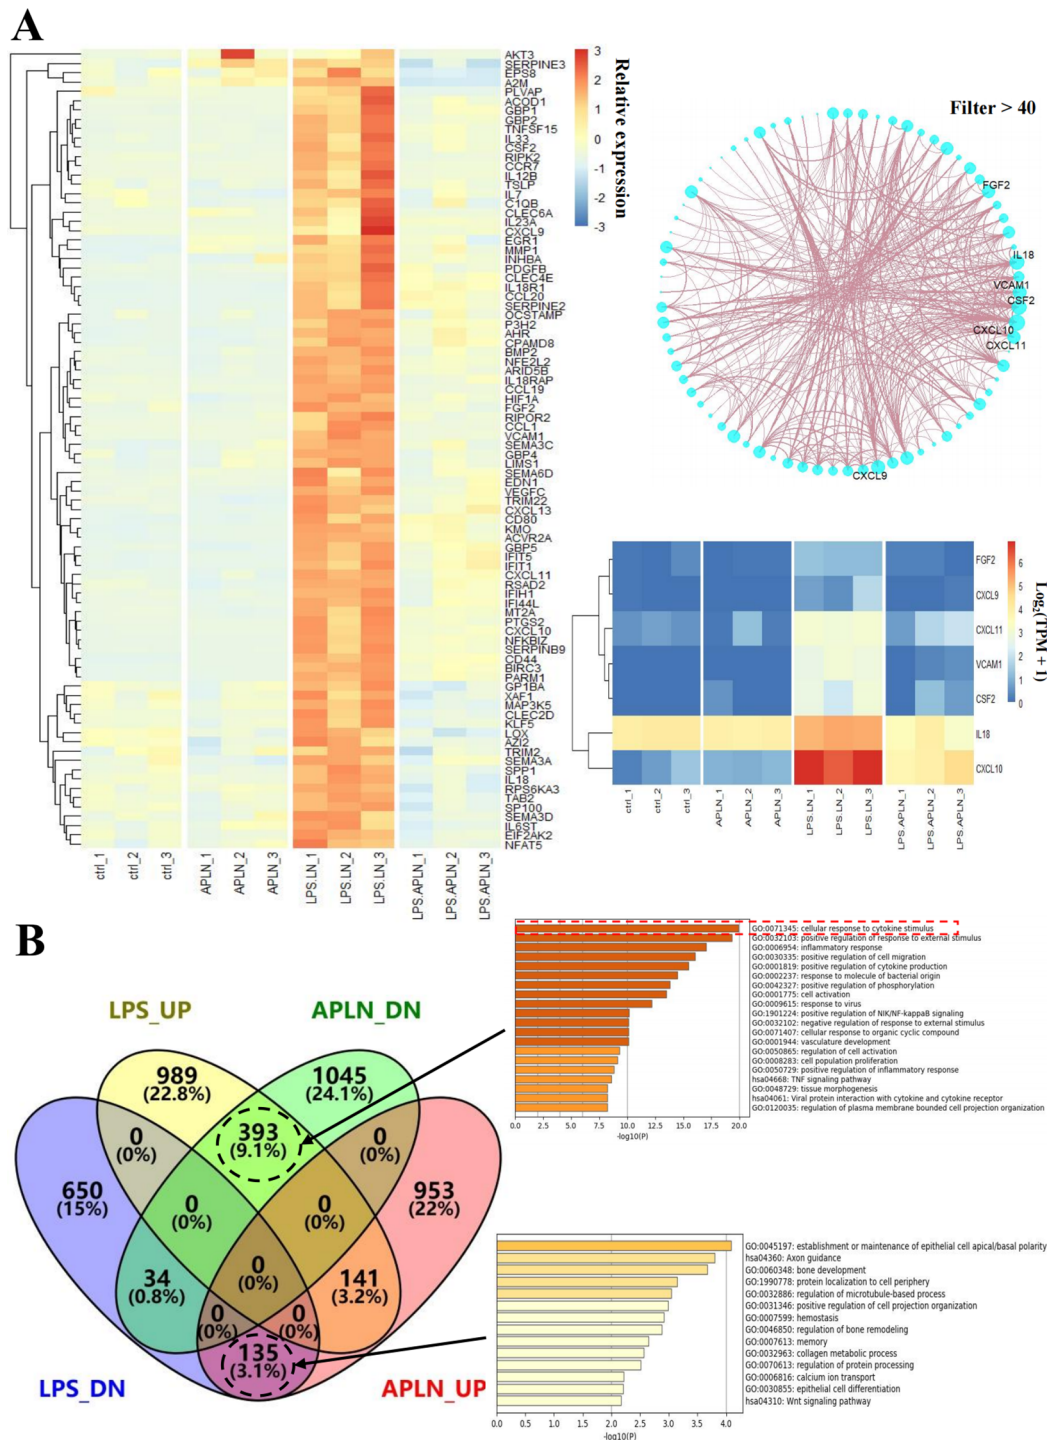 A
AKT3
SERPINE3
EPS8
A2M
PLVAP
ACOD1
GBP1
GBP2
TNFSF15
IL33
CSF2
RIPK2
CCR7
IL12B
TSLP
IL7
C1QB
CLEC6A
IL23A
CXCL9
EGR1
MMP1
INHBA
PDGFB
CLEC4E
IL18R1
CCL20
SERPINE2
OCSTAMP
P3H2
AHR
CPAMD8
BMP2
NFE2L2
ARID5B
IL18RAP
CCL19
HIF1A
FGF2
RIPOR2
CCL1
VCAM1
SEMA3C
GBP4
LIMS1
SEMA6D
EDN1
VEGFC
TRIM22
CXCL13
CD80
KMO
ACVR2A
GBP5
IFIT5
IFIT1
CXCL11
RSAD2
IFIH1
IFI44L
MT2A
PTGS2
CXCL10
NFKBIZ
SERPINB9
CD44
BIRC3
PARM1
GP1BA
XAF1
MAP3K5
CLEC2D
KLF5
LOX
AZI2
TRIM2
SEMA3A
SPP1
IL18
RPS6KA3
TAB2
SP100
SEMA3D
IL6ST
EIF2AK2
NFAT5
ctrl_1
ctrl_2
ctrl_3
APLN_1
APLN_2
APLN_3
LPS.LN_1
LPS.LN_2
LPS.LN_3
LPS.APLN_1
LPS.APLN_2
LPS.APLN_3
3
2
1
0
-1
-2
-3
Relative expression
Filter > 40
FGF2
IL18
VCAM1
CSF2
CXCL10
CXCL11
CXCL9
FGF2
CXCL9
CXCL11
VCAM1
CSF2
IL18
CXCL10
ctrl_1
ctrl_2
ctrl_3
APLN_1
APLN_2
APLN_3
LPS.LN_1
LPS.LN_2
LPS.LN_3
LPS.APLN_1
LPS.APLN_2
LPS.APLN_3
6
5
4
3
2
1
0
Log₂(TPM + 1)
B
LPS_UP
APLN_DN
989
(22.8%)
1045
(24.1%)
0
(0%)
393
(9.1%)
0
(0%)
650
(15%)
0
(0%)
0
(0%)
953
(22%)
34
(0.8%)
0
(0%)
141
(3.2%)
0
(0%)
0
(0%)
135
(3.1%)
LPS_DN
APLN_UP
GO:0071345: cellular response to cytokine stimulus
GO:0032103: positive regulation of response to external stimulus
GO:0006954: inflammatory response
GO:0030335: positive regulation of cell migration
GO:0001819: positive regulation of cytokine production
GO:0002237: response to molecule of bacterial origin
GO:0042327: positive regulation of phosphorylation
GO:0001775: cell activation
GO:0009615: response to virus
GO:1901224: positive regulation of NIK/NF-kappaB signaling
GO:0032102: negative regulation of response to external stimulus
GO:0071407: cellular response to organic cyclic compound
GO:0001944: vasculature development
GO:0050865: regulation of cell activation
GO:0008283: cell population proliferation
GO:0050729: positive regulation of inflammatory response
hsa04668: TNF signaling pathway
GO:0048729: tissue morphogenesis
hsa04061: Viral protein interaction with cytokine and cytokine receptor
GO:0120035: regulation of plasma membrane bounded cell projection organization
0.0 2.5 5.0 7.5 10.0 12.5 15.0 17.5 20.0
-log10(P)
GO:0045197: establishment or maintenance of epithelial cell apical/basal polarity
hsa04360: Axon guidance
GO:0060348: bone development
GO:1990778: protein localization to cell periphery
GO:0032886: regulation of microtubule-based process
GO:0031346: positive regulation of cell projection organization
GO:0007599: hemostasis
GO:0046850: regulation of bone remodeling
GO:0007613: memory
GO:0032963: collagen metabolic process
GO:0070613: regulation of protein processing
GO:0006816: calcium ion transport
GO:0030855: epithelial cell differentiation
hsa04310: Wnt signaling pathway
0.0 0.5 1.0 1.5 2.0 2.5 3.0 3.5 4.0
-log10(P)